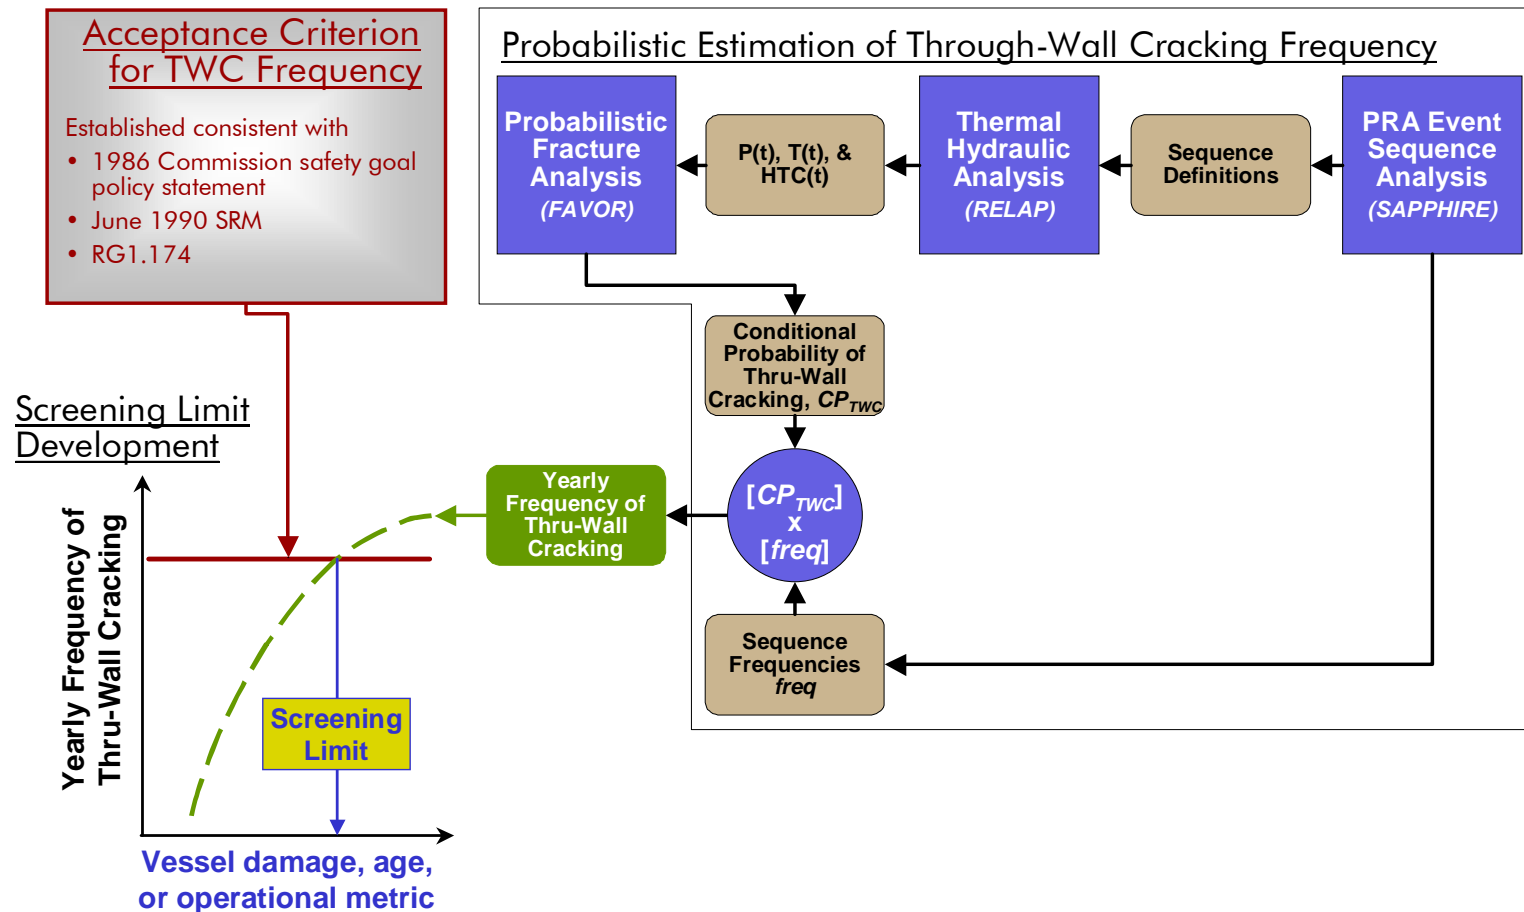 Acceptance Criterion
for TWC Frequency
Established consistent with
• 1986 Commission safety goal
policy statement
• June 1990 SRM
• RG1.174
Probabilistic Estimation of Through-Wall Cracking Frequency
Probabilistic
Fracture
Analysis
(FAVOR)
P(t), T(t), &
HTC(t)
Thermal
Hydraulic
Analysis
(RELAP)
Sequence
Definitions
PRA Event
Sequence
Analysis
(SAPPHIRE)
Conditional
Probability of
Thru-Wall
Cracking, CP_TWC
[CP_TWC]
x
[freq]
Sequence
Frequencies
freq
Yearly
Frequency of
Thru-Wall
Cracking
Screening Limit
Development
Yearly Frequency of
Thru-Wall Cracking
Screening
Limit
Vessel damage, age,
or operational metric